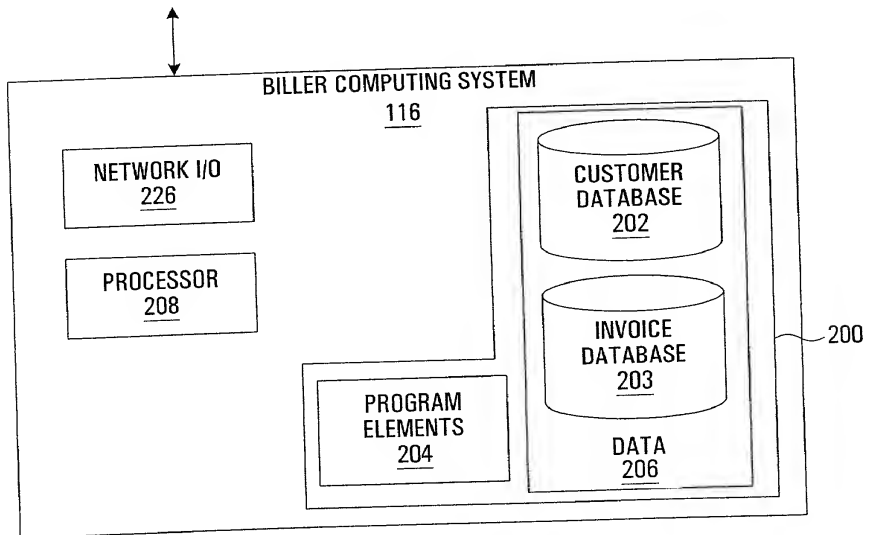 BILLER COMPUTING SYSTEM
116
NETWORK I/O
226
PROCESSOR
208
CUSTOMER
DATABASE
202
INVOICE
DATABASE
203
200
PROGRAM
ELEMENTS
204
DATA
206